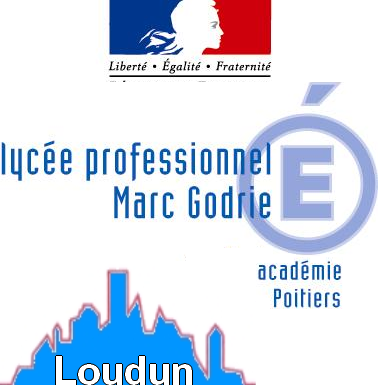 Liberté • Égalité • Fraternité
lycée professionnel
Marc Godrie
É
académie
Poitiers
Loudun